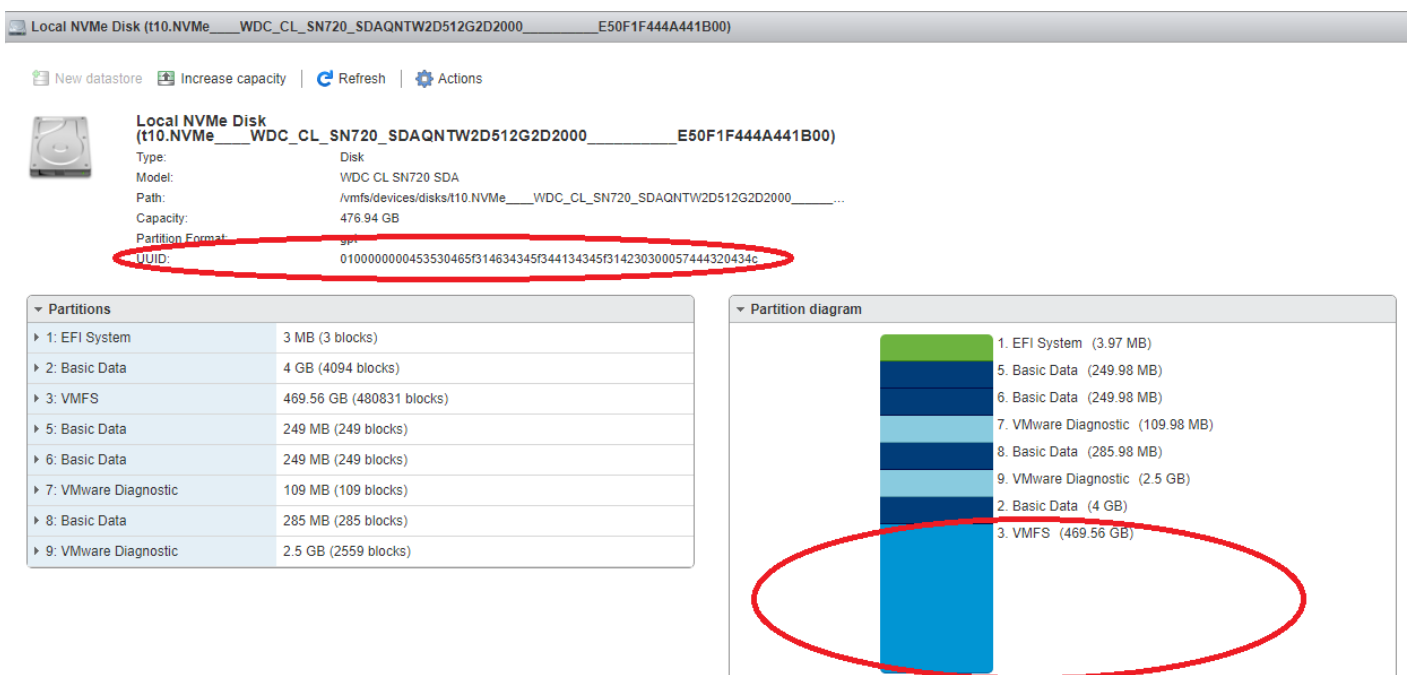 Local NVMe Disk (t10.NVMe____WDC_CL_SN720_SDAQNTW2D512G2D2000__________E50F1F444A441B00)
New datastore Increase capacity Refresh Actions
Local NVMe Disk
(t10.NVMe____WDC_CL_SN720_SDAQNTW2D512G2D2000__________E50F1F444A441B00)
Type: Disk
Model: WDC CL SN720 SDA
Path: /vmfs/devices/disks/t10.NVMe____WDC_CL_SN720_SDAQNTW2D512G2D2000______...
Capacity: 476.94 GB
Partition Format: gpt
UUID: 0100000000453530465f314634345f344134345f314230300057444320434c
Partitions
1: EFI System 3 MB (3 blocks)
2: Basic Data 4 GB (4094 blocks)
3: VMFS 469.56 GB (480831 blocks)
5: Basic Data 249 MB (249 blocks)
6: Basic Data 249 MB (249 blocks)
7: VMware Diagnostic 109 MB (109 blocks)
8: Basic Data 285 MB (285 blocks)
9: VMware Diagnostic 2.5 GB (2559 blocks)
Partition diagram
1. EFI System (3.97 MB)
5. Basic Data (249.98 MB)
6. Basic Data (249.98 MB)
7. VMware Diagnostic (109.98 MB)
8. Basic Data (285.98 MB)
9. VMware Diagnostic (2.5 GB)
2. Basic Data (4 GB)
3. VMFS (469.56 GB)